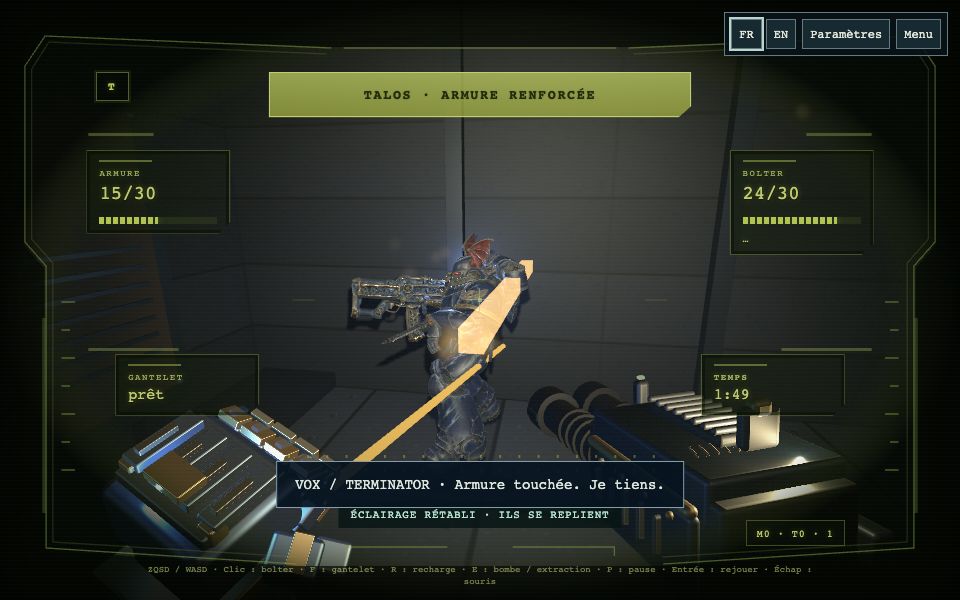 FR EN Paramètres Menu
T
TALOS · ARMURE RENFORCÉE
ARMURE
15/30
BOLTER
24/30
…
GANTELET
prêt
TEMPS
1:49
VOX / TERMINATOR · Armure touchée. Je tiens.
ÉCLAIRAGE RÉTABLI · ILS SE REPLIENT
M0 · T0 · 1
ZQSD / WASD · Clic : bolter · F : gantelet · R : recharge · E : bombe / extraction · P : pause · Entrée : rejouer · Échap :
souris